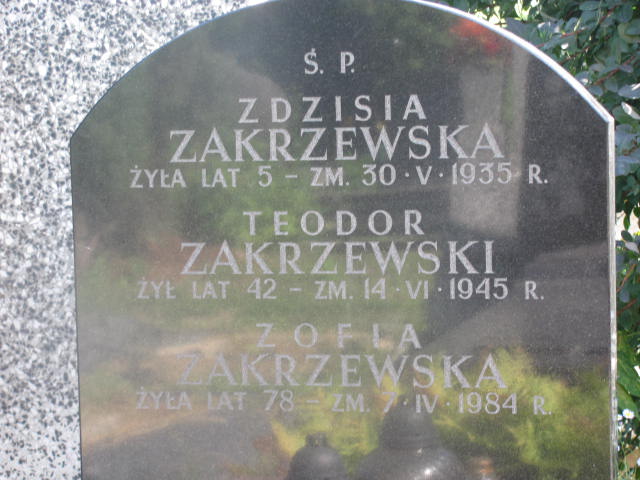 Ś. P.
ZDZISIA
ZAKRZEWSKA
ŻYŁA LAT 5 - ZM. 30 · V · 1935 R.
TEODOR
ZAKRZEWSKI
ŻYŁ LAT 42 - ZM. 14 · VI · 1945 R.
ZOFIA
ZAKRZEWSKA
ŻYŁA LAT 78 - ZM. 7 · IV · 1984 R.